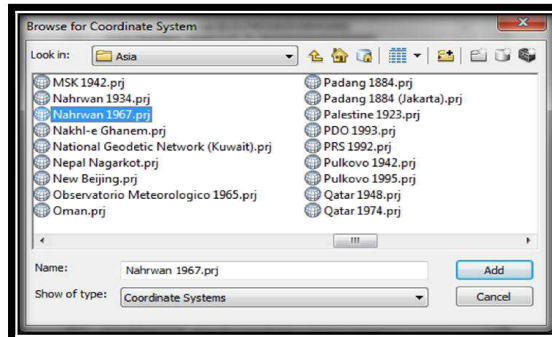 Browse for Coordinate System
Look in: Asia
MSK 1942.prj
Nahrwan 1934.prj
Nahrwan 1967.prj
Nakhl-e Ghanem.prj
National Geodetic Network (Kuwait).prj
Nepal Nagarkot.prj
New Beijing.prj
Observatorio Meteorologico 1965.prj
Oman.prj
Padang 1884.prj
Padang 1884 (Jakarta).prj
Palestine 1923.prj
PDO 1993.prj
PRS 1992.prj
Pulkovo 1942.prj
Pulkovo 1995.prj
Qatar 1948.prj
Qatar 1974.prj
Name: Nahrwan 1967.prj Add
Show of type: Coordinate Systems Cancel